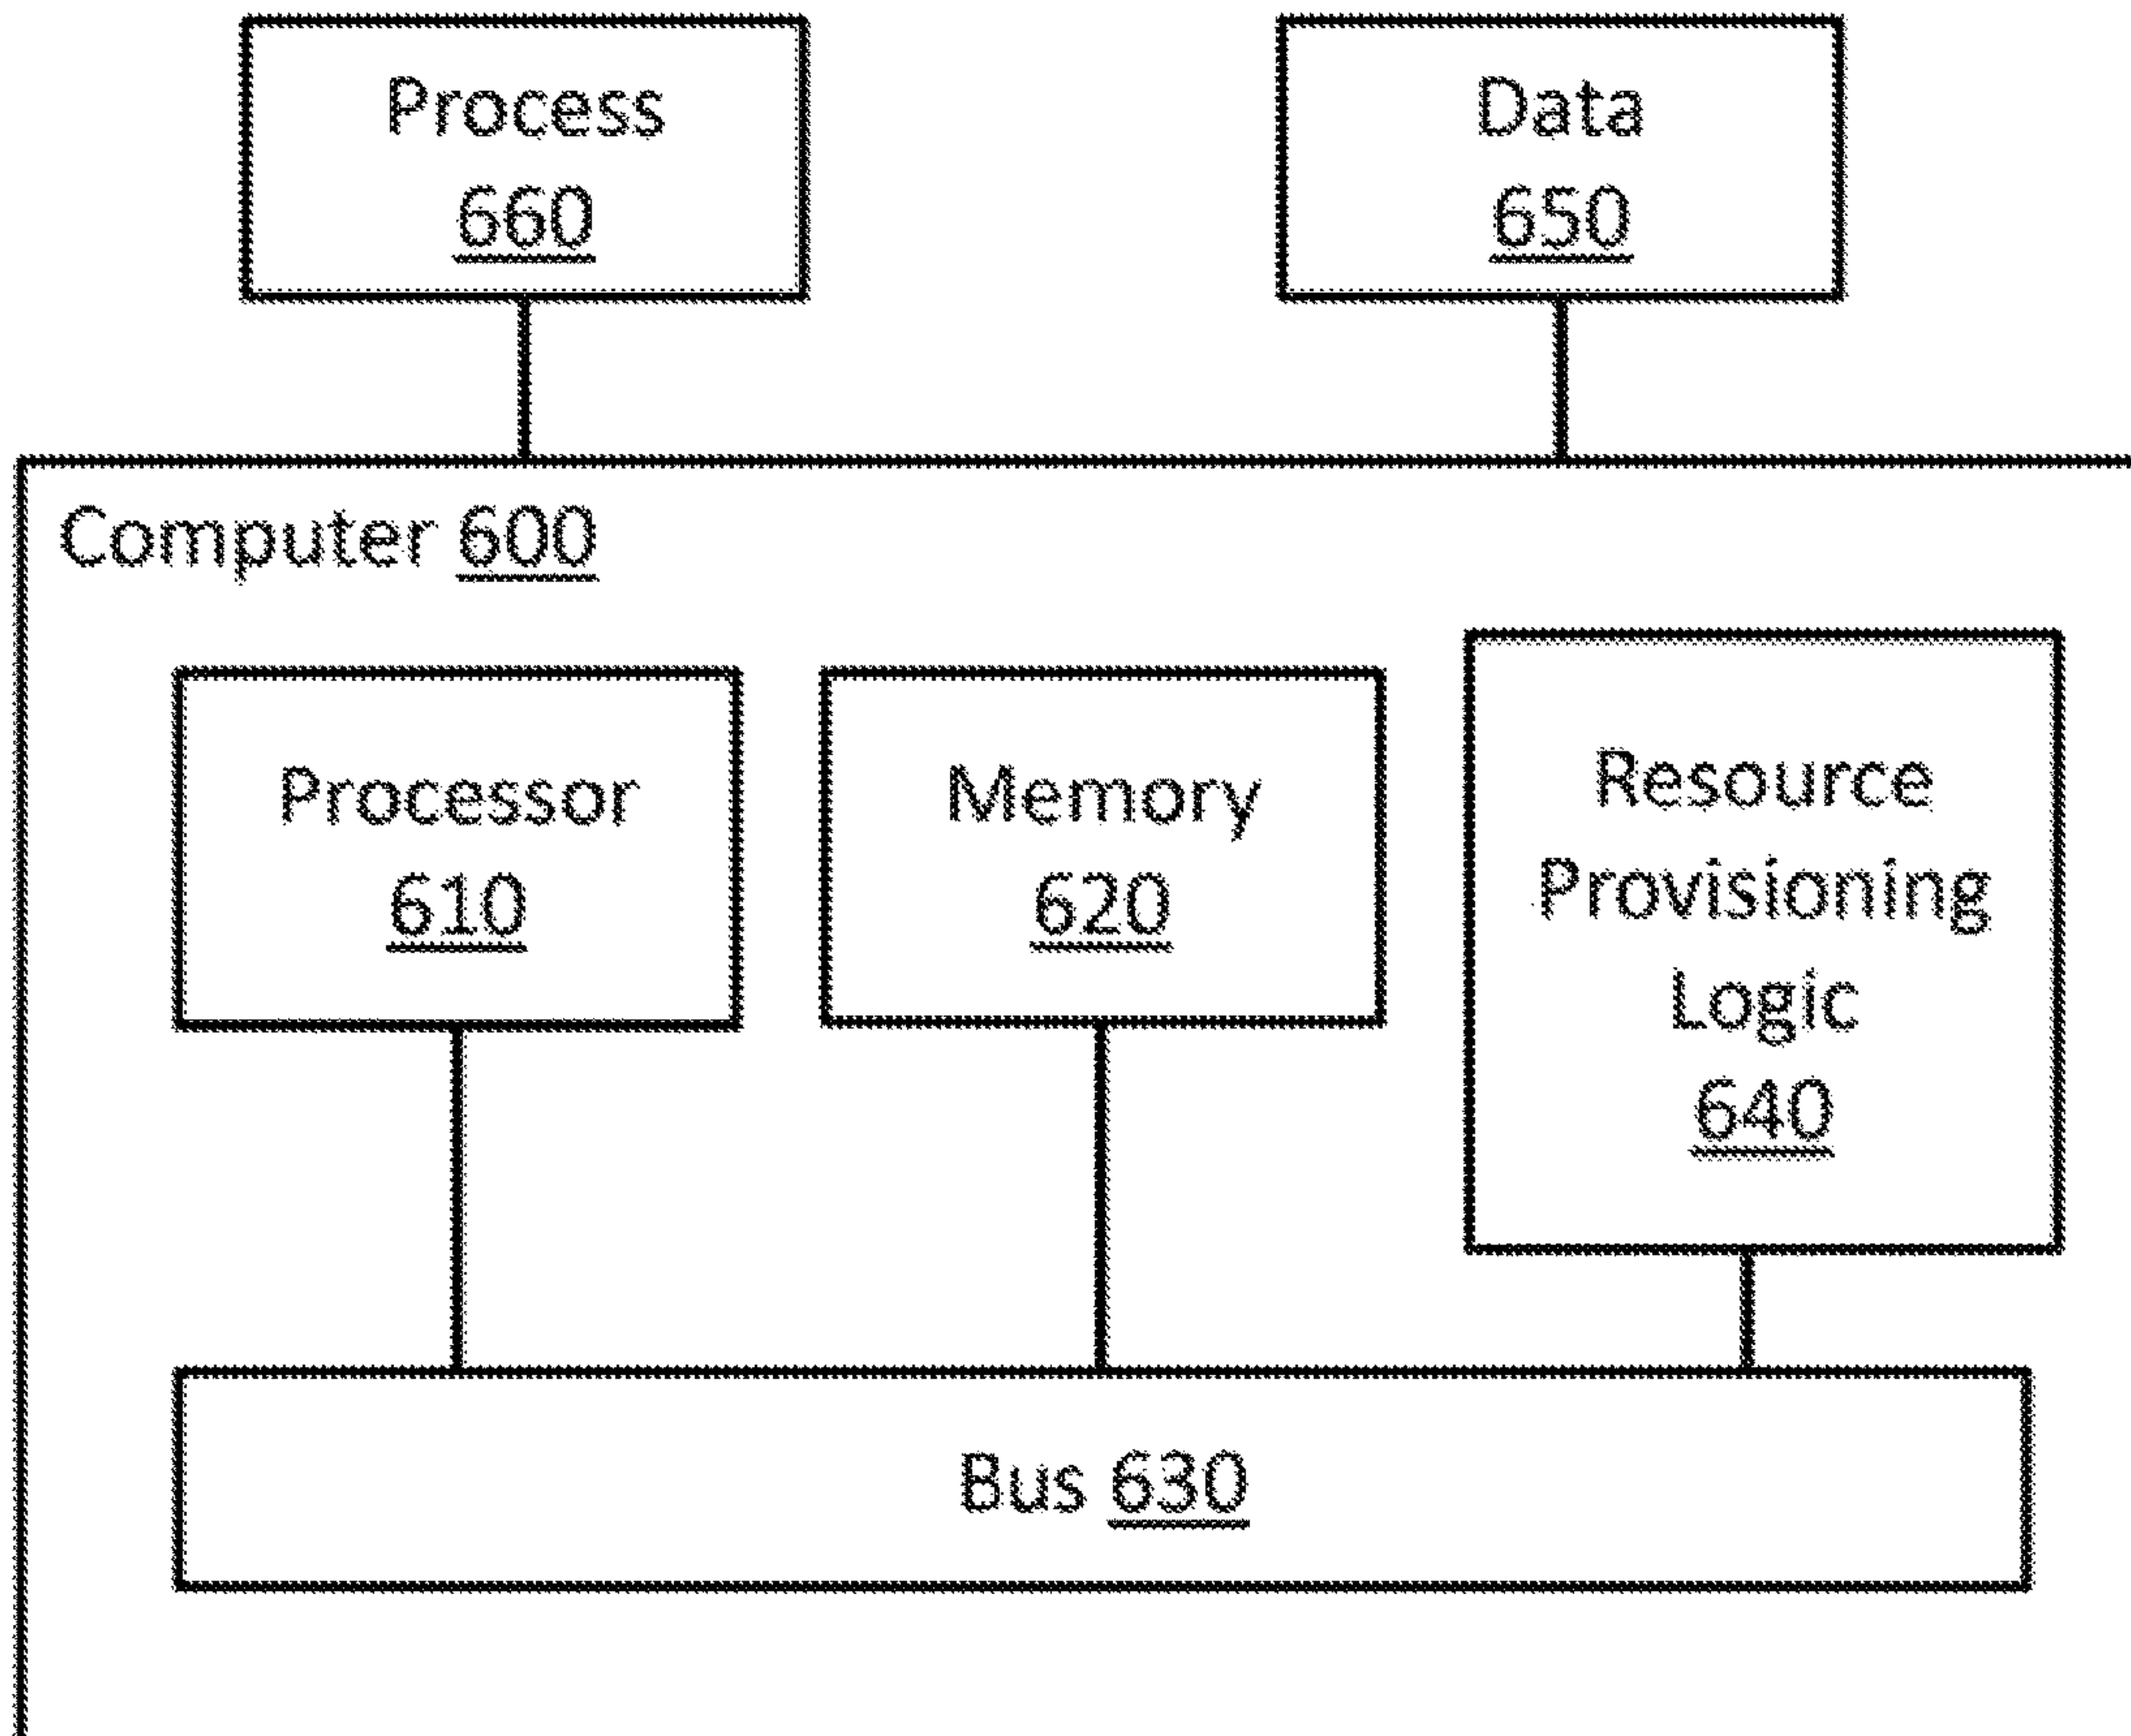 Process
660
Data
650
Computer 600
Processor
610
Memory
620
Resource
Provisioning
Logic
640
Bus 630